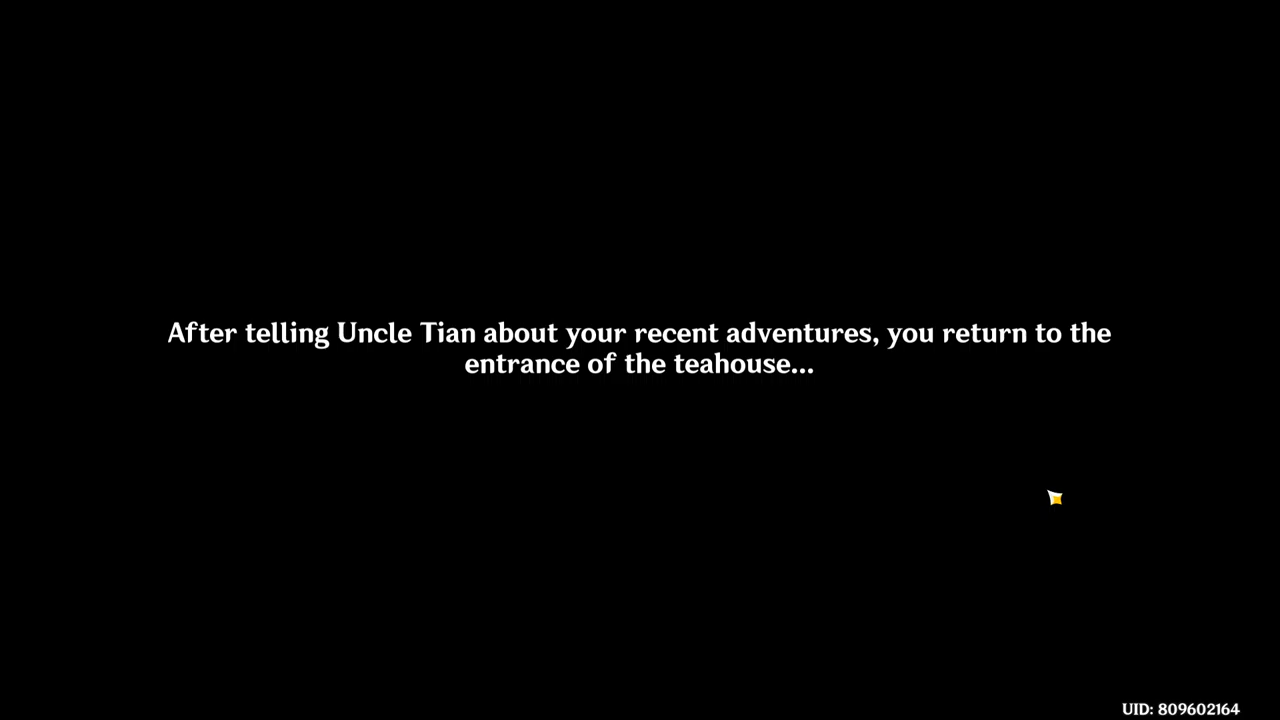 After telling Uncle Tian about your recent adventures, you return to the
entrance of the teahouse...
UID: 809602164